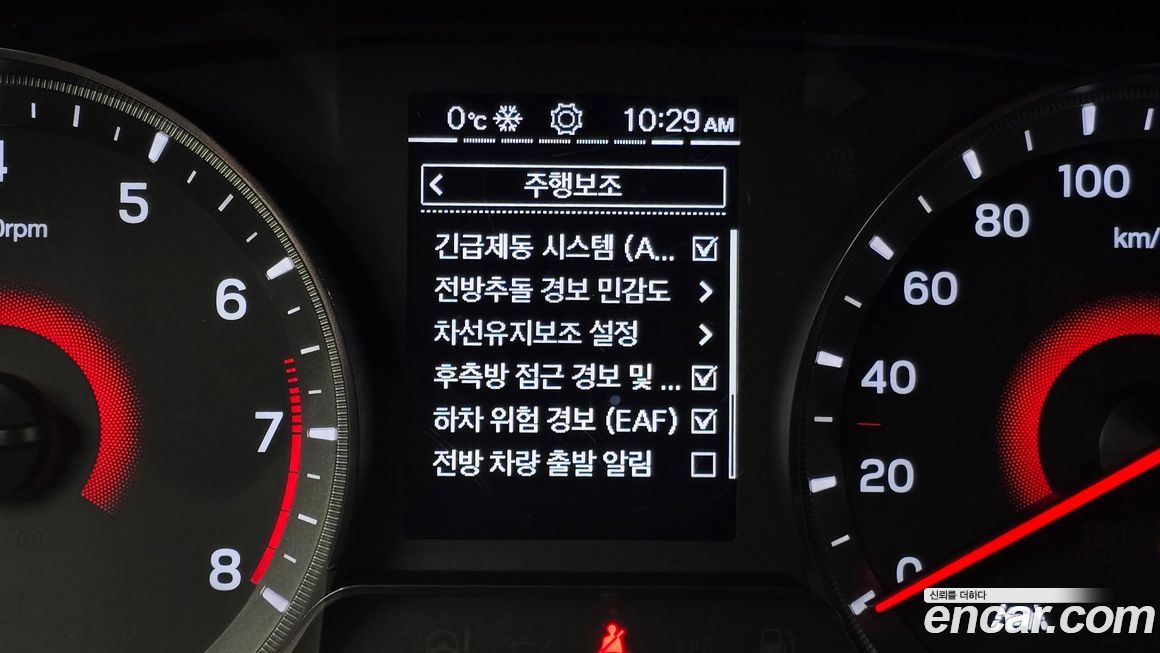 0℃ 10:29 AM
주행보조
긴급제동 시스템 (A...
전방추돌 경보 민감도
차선유지보조 설정
후측방 접근 경보 및 ...
하차 위험 경보 (EAF)
전방 차량 출발 알림
4
5
6
7
8
0rpm
100
80
60
40
20
0
km/
신뢰를 더하다
encar.com